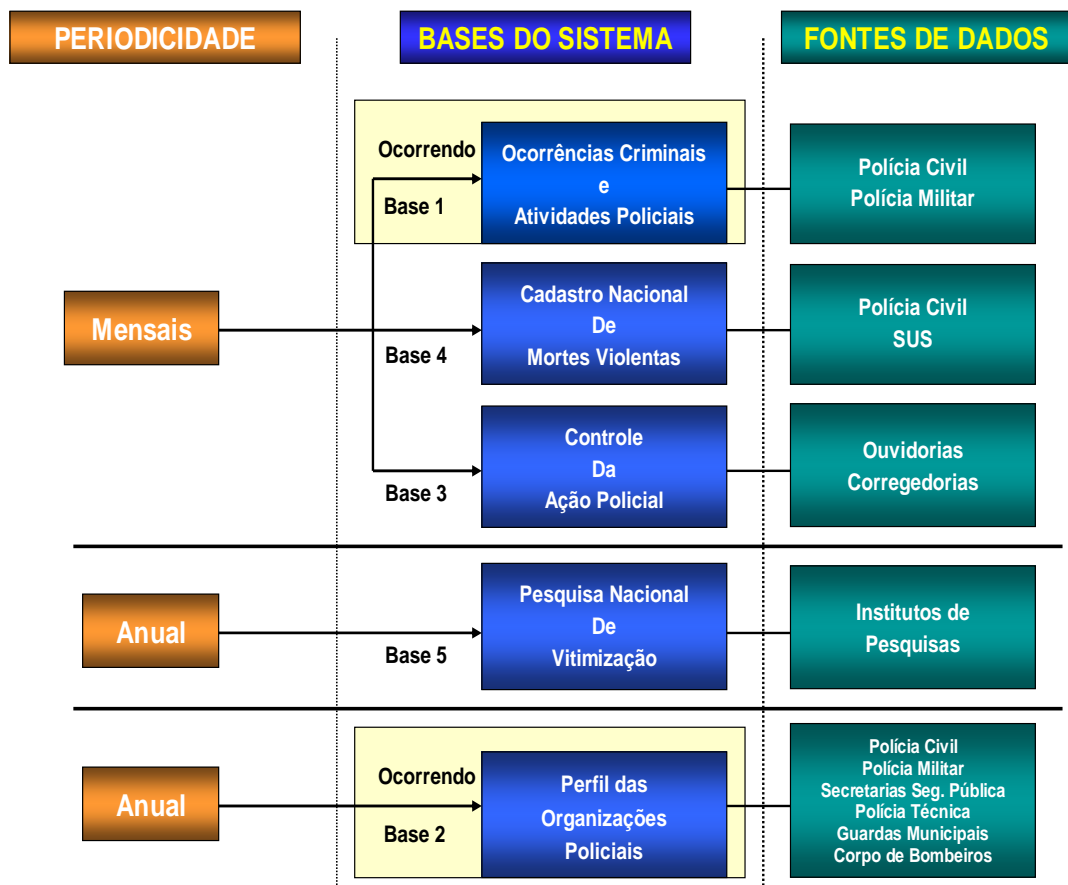 PERIODICIDADE
BASES DO SISTEMA
FONTES DE DADOS
Ocorrendo
Base 1
Ocorrências Criminais
e
Atividades Policiais
Polícia Civil
Polícia Militar
Mensais
Base 4
Cadastro Nacional
De
Mortes Violentas
Polícia Civil
SUS
Base 3
Controle
Da
Ação Policial
Ouvidorias
Corregedorias
Anual
Base 5
Pesquisa Nacional
De
Vitimização
Institutos de
Pesquisas
Anual
Ocorrendo
Base 2
Perfil das
Organizações
Policiais
Polícia Civil
Polícia Militar
Secretarias Seg. Pública
Polícia Técnica
Guardas Municipais
Corpo de Bombeiros